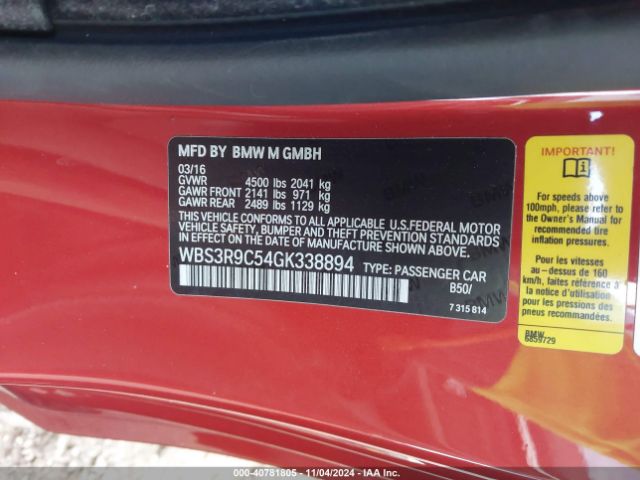 MFD BY BMW M GMBH
03/16
GVWR 4500 lbs 2041 kg
GAWR FRONT 2141 lbs 971 kg
GAWR REAR 2489 lbs 1129 kg
THIS VEHICLE CONFORMS TO ALL APPLICABLE U.S.FEDERAL MOTOR
VEHICLE SAFETY, BUMPER AND THEFT PREVENTION STANDARDS
IN EFFECT ON THE DATE OF MANUFACTURE SHOWN ABOVE.
WBS3R9C54GK338894 TYPE: PASSENGER CAR
B50/
7 315 814
IMPORTANT
For speeds above
100mph, please refer
to the Owner's Manual for
recommended tire
inflation pressures.
Pour les vitesses
au-dessus de 160
km/h, faites attention
ici pour les pressions
des pneus recommandées.
BMW
6859729
000-40781805 - 11/04/2024 - IAA Inc.